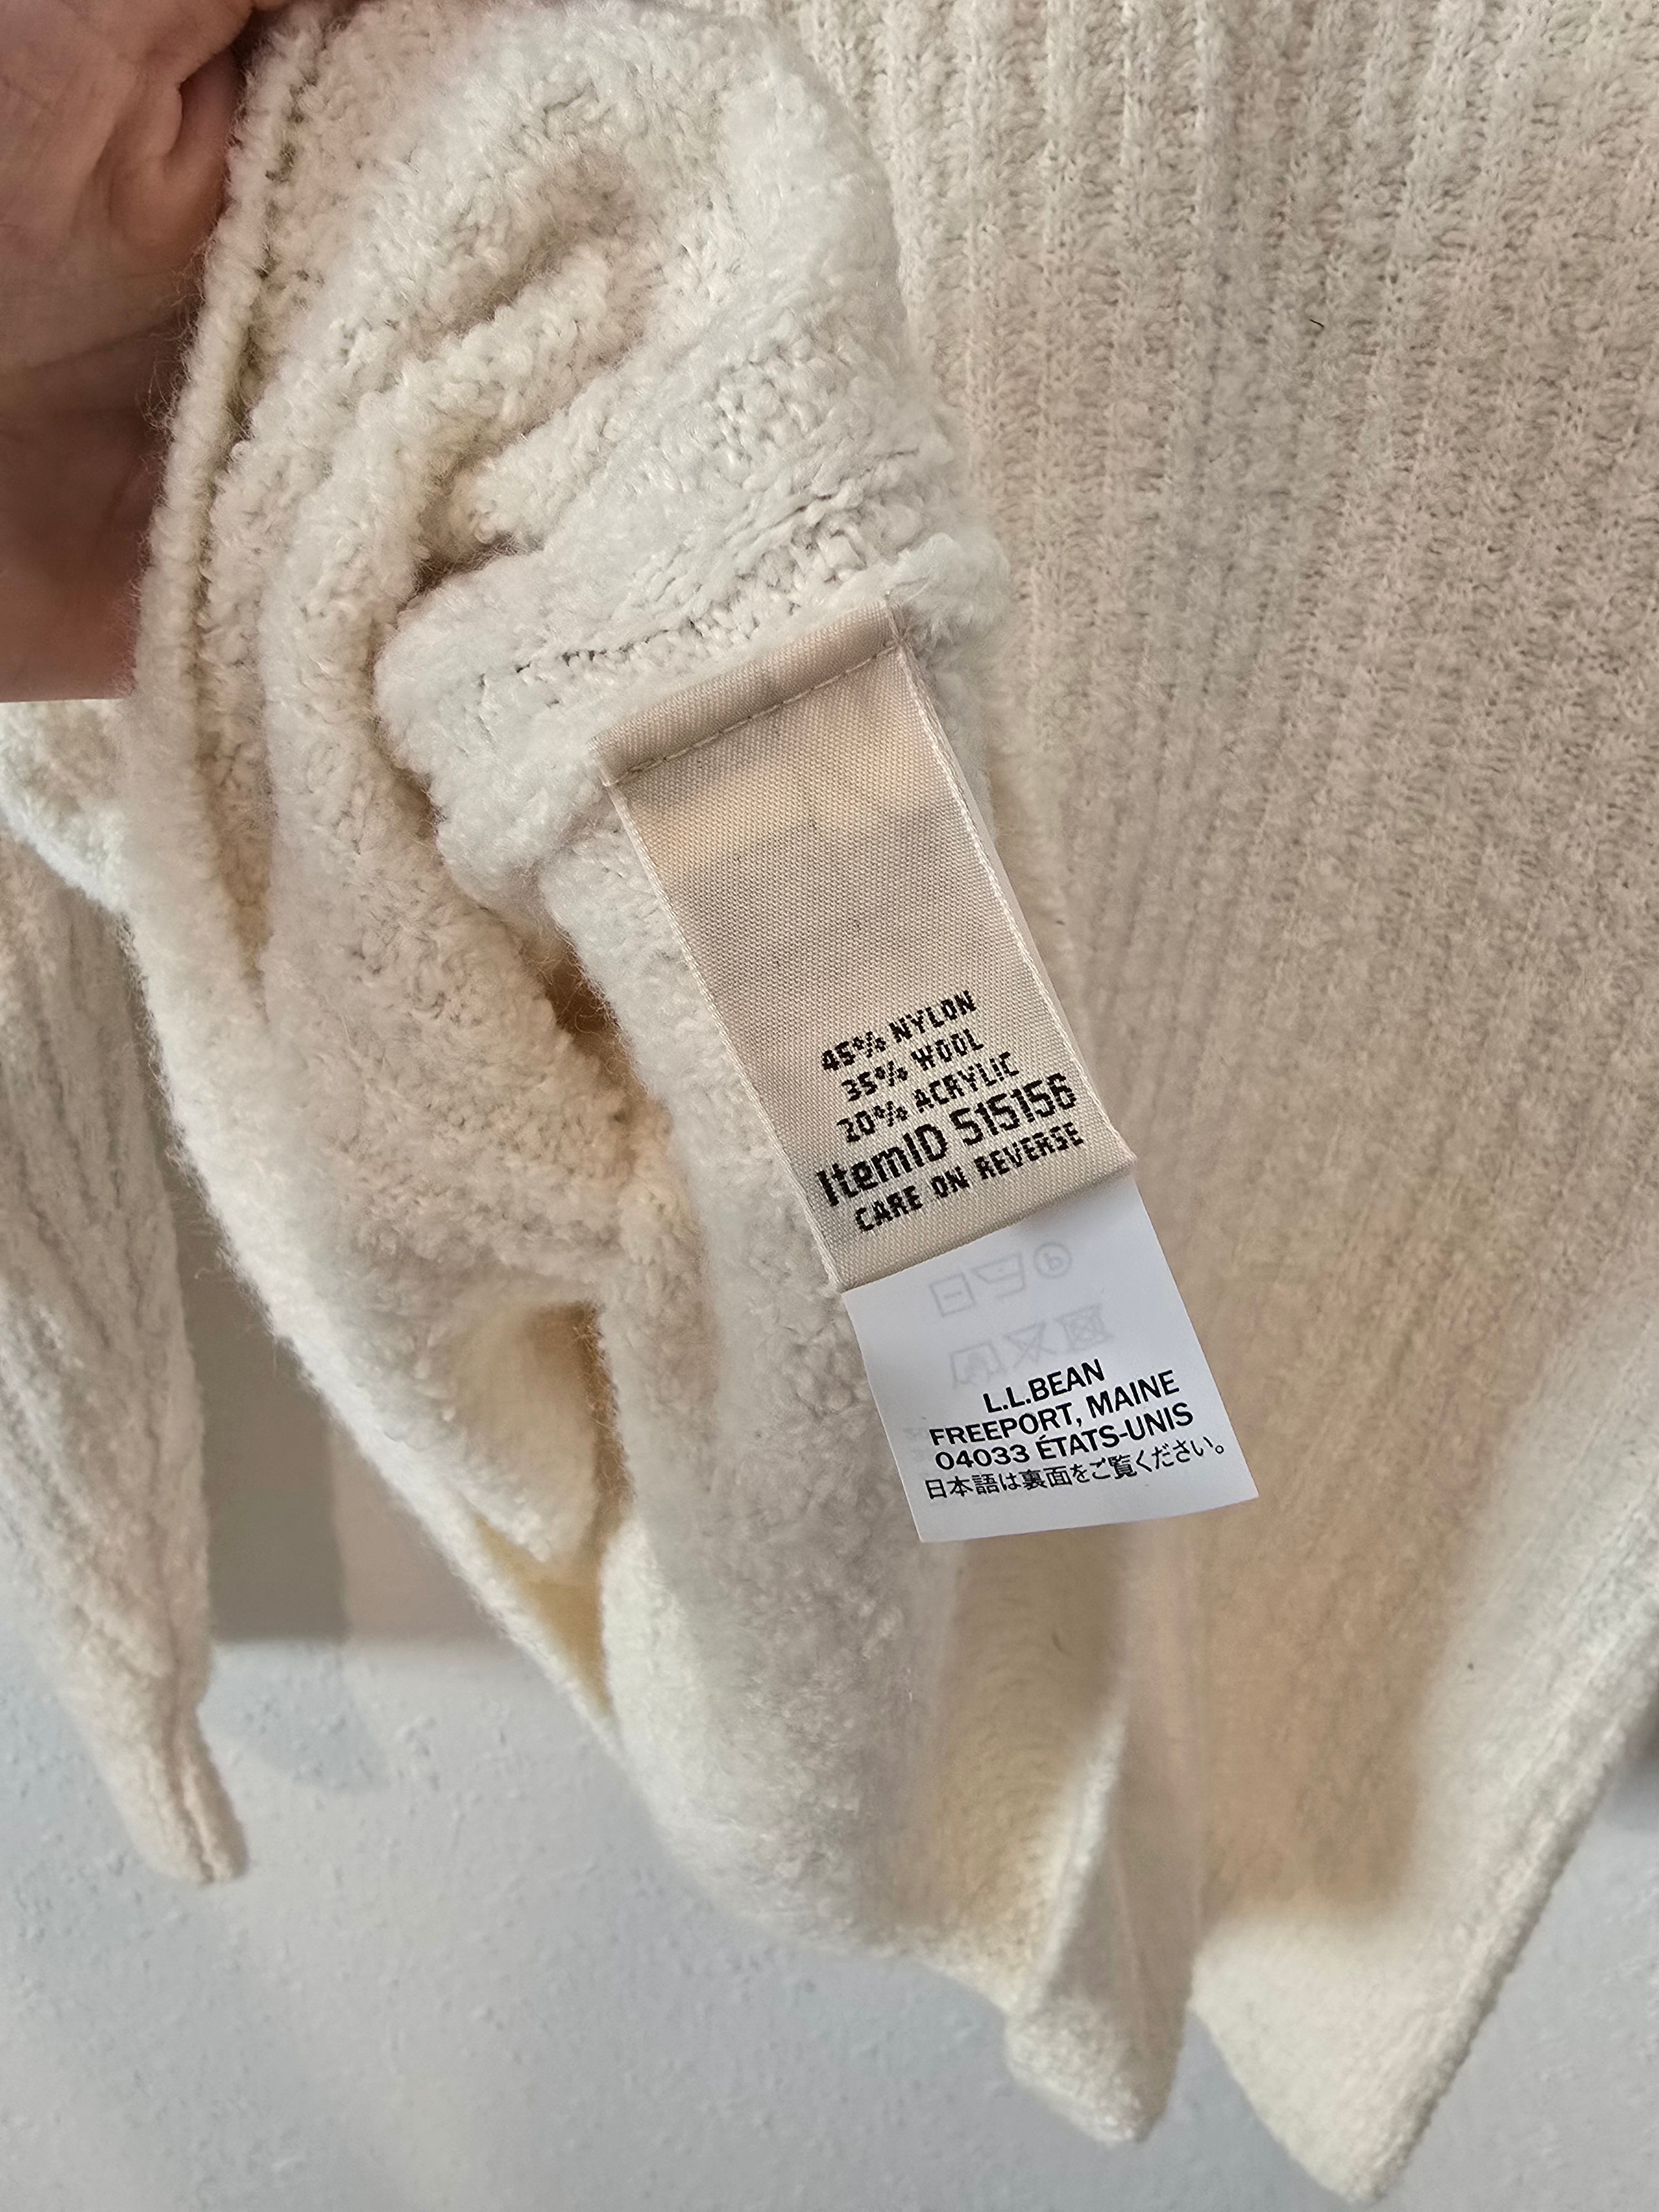 45% NYLON
35% WOOL
20% ACRYLIC
ItemID 515156
CARE ON REVERSE
L.L.BEAN
FREEPORT, MAINE
04033 ÉTATS-UNIS
日本語は裏面をご覧ください。